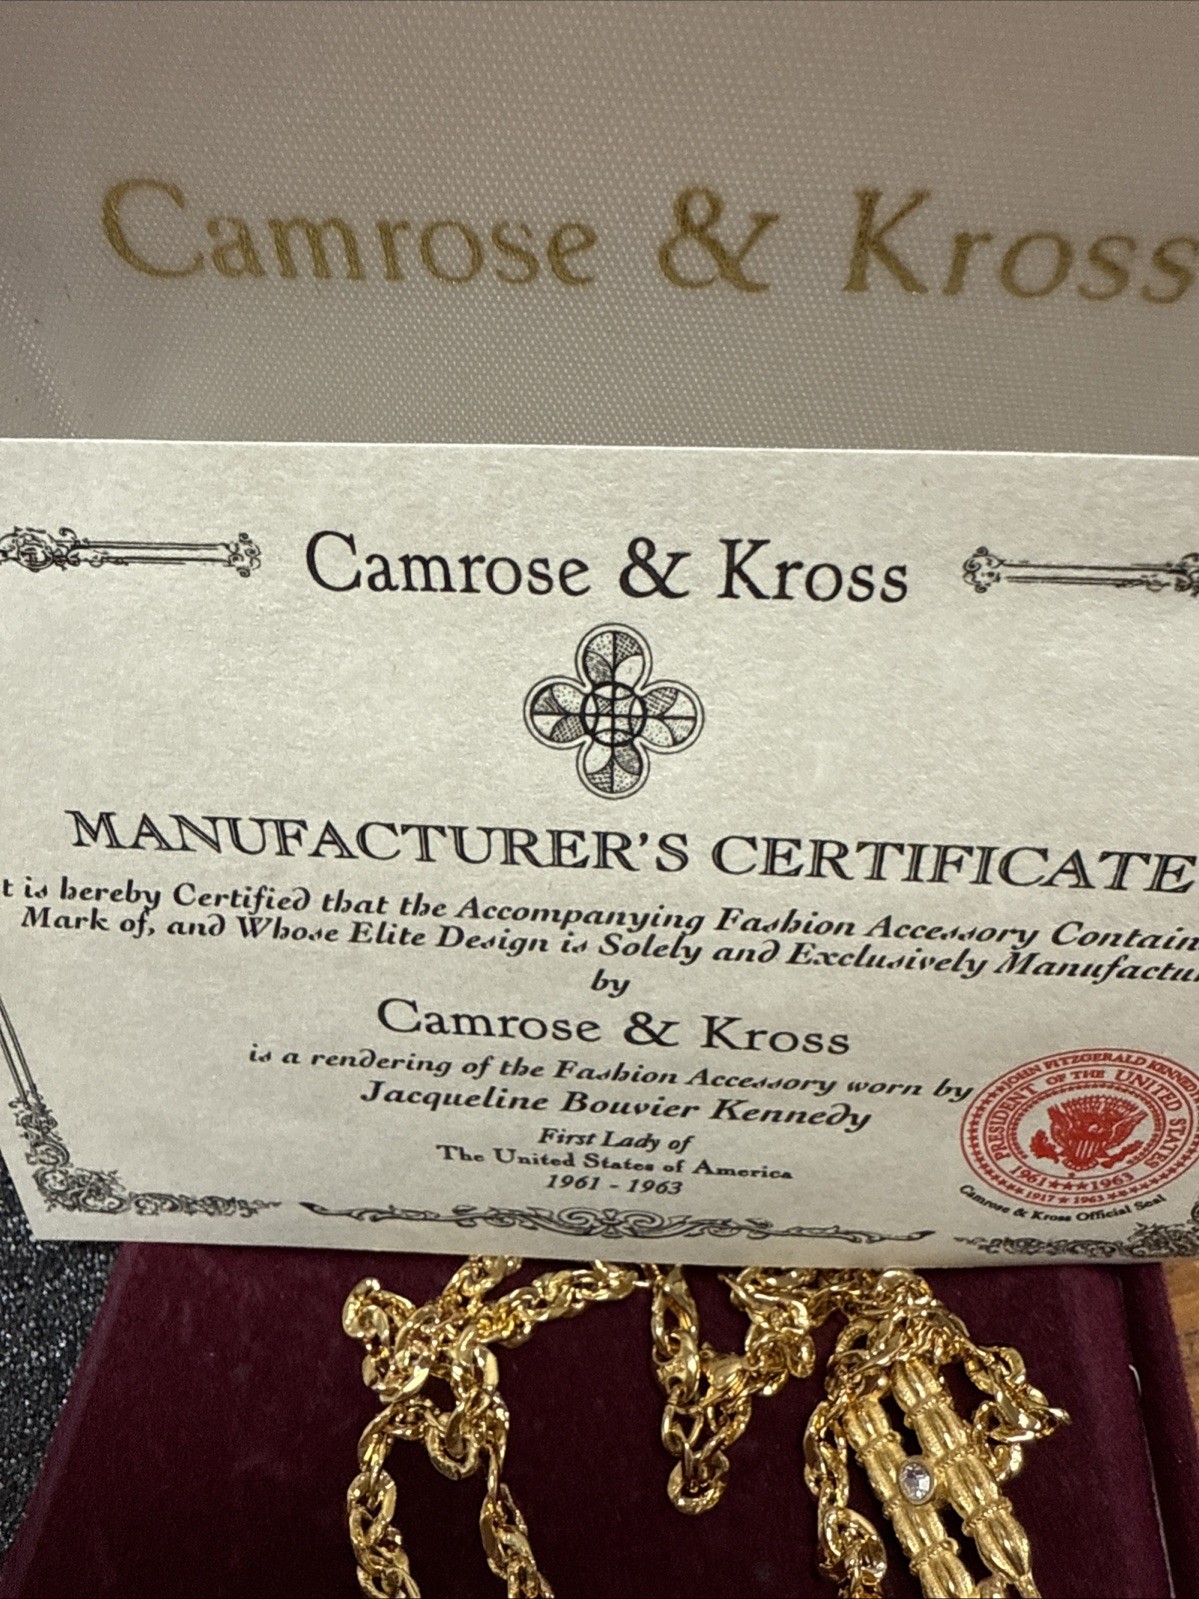 Camrose & Kross
Camrose & Kross
MANUFACTURER'S CERTIFICATE
t is hereby Certified that the Accompanying Fashion Accessory Contain
Mark of, and Whose Elite Design is Solely and Exclusively Manufactu
by
Camrose & Kross
is a rendering of the Fashion Accessory worn by
Jacqueline Bouvier Kennedy
First Lady of
The United States of America
1961 - 1963
JOHN FITZGERALD KENNEDY
PRESIDENT OF THE UNITED STATES
1961★★★1963
1917 ★ 1963
Camrose & Kross Official Seal